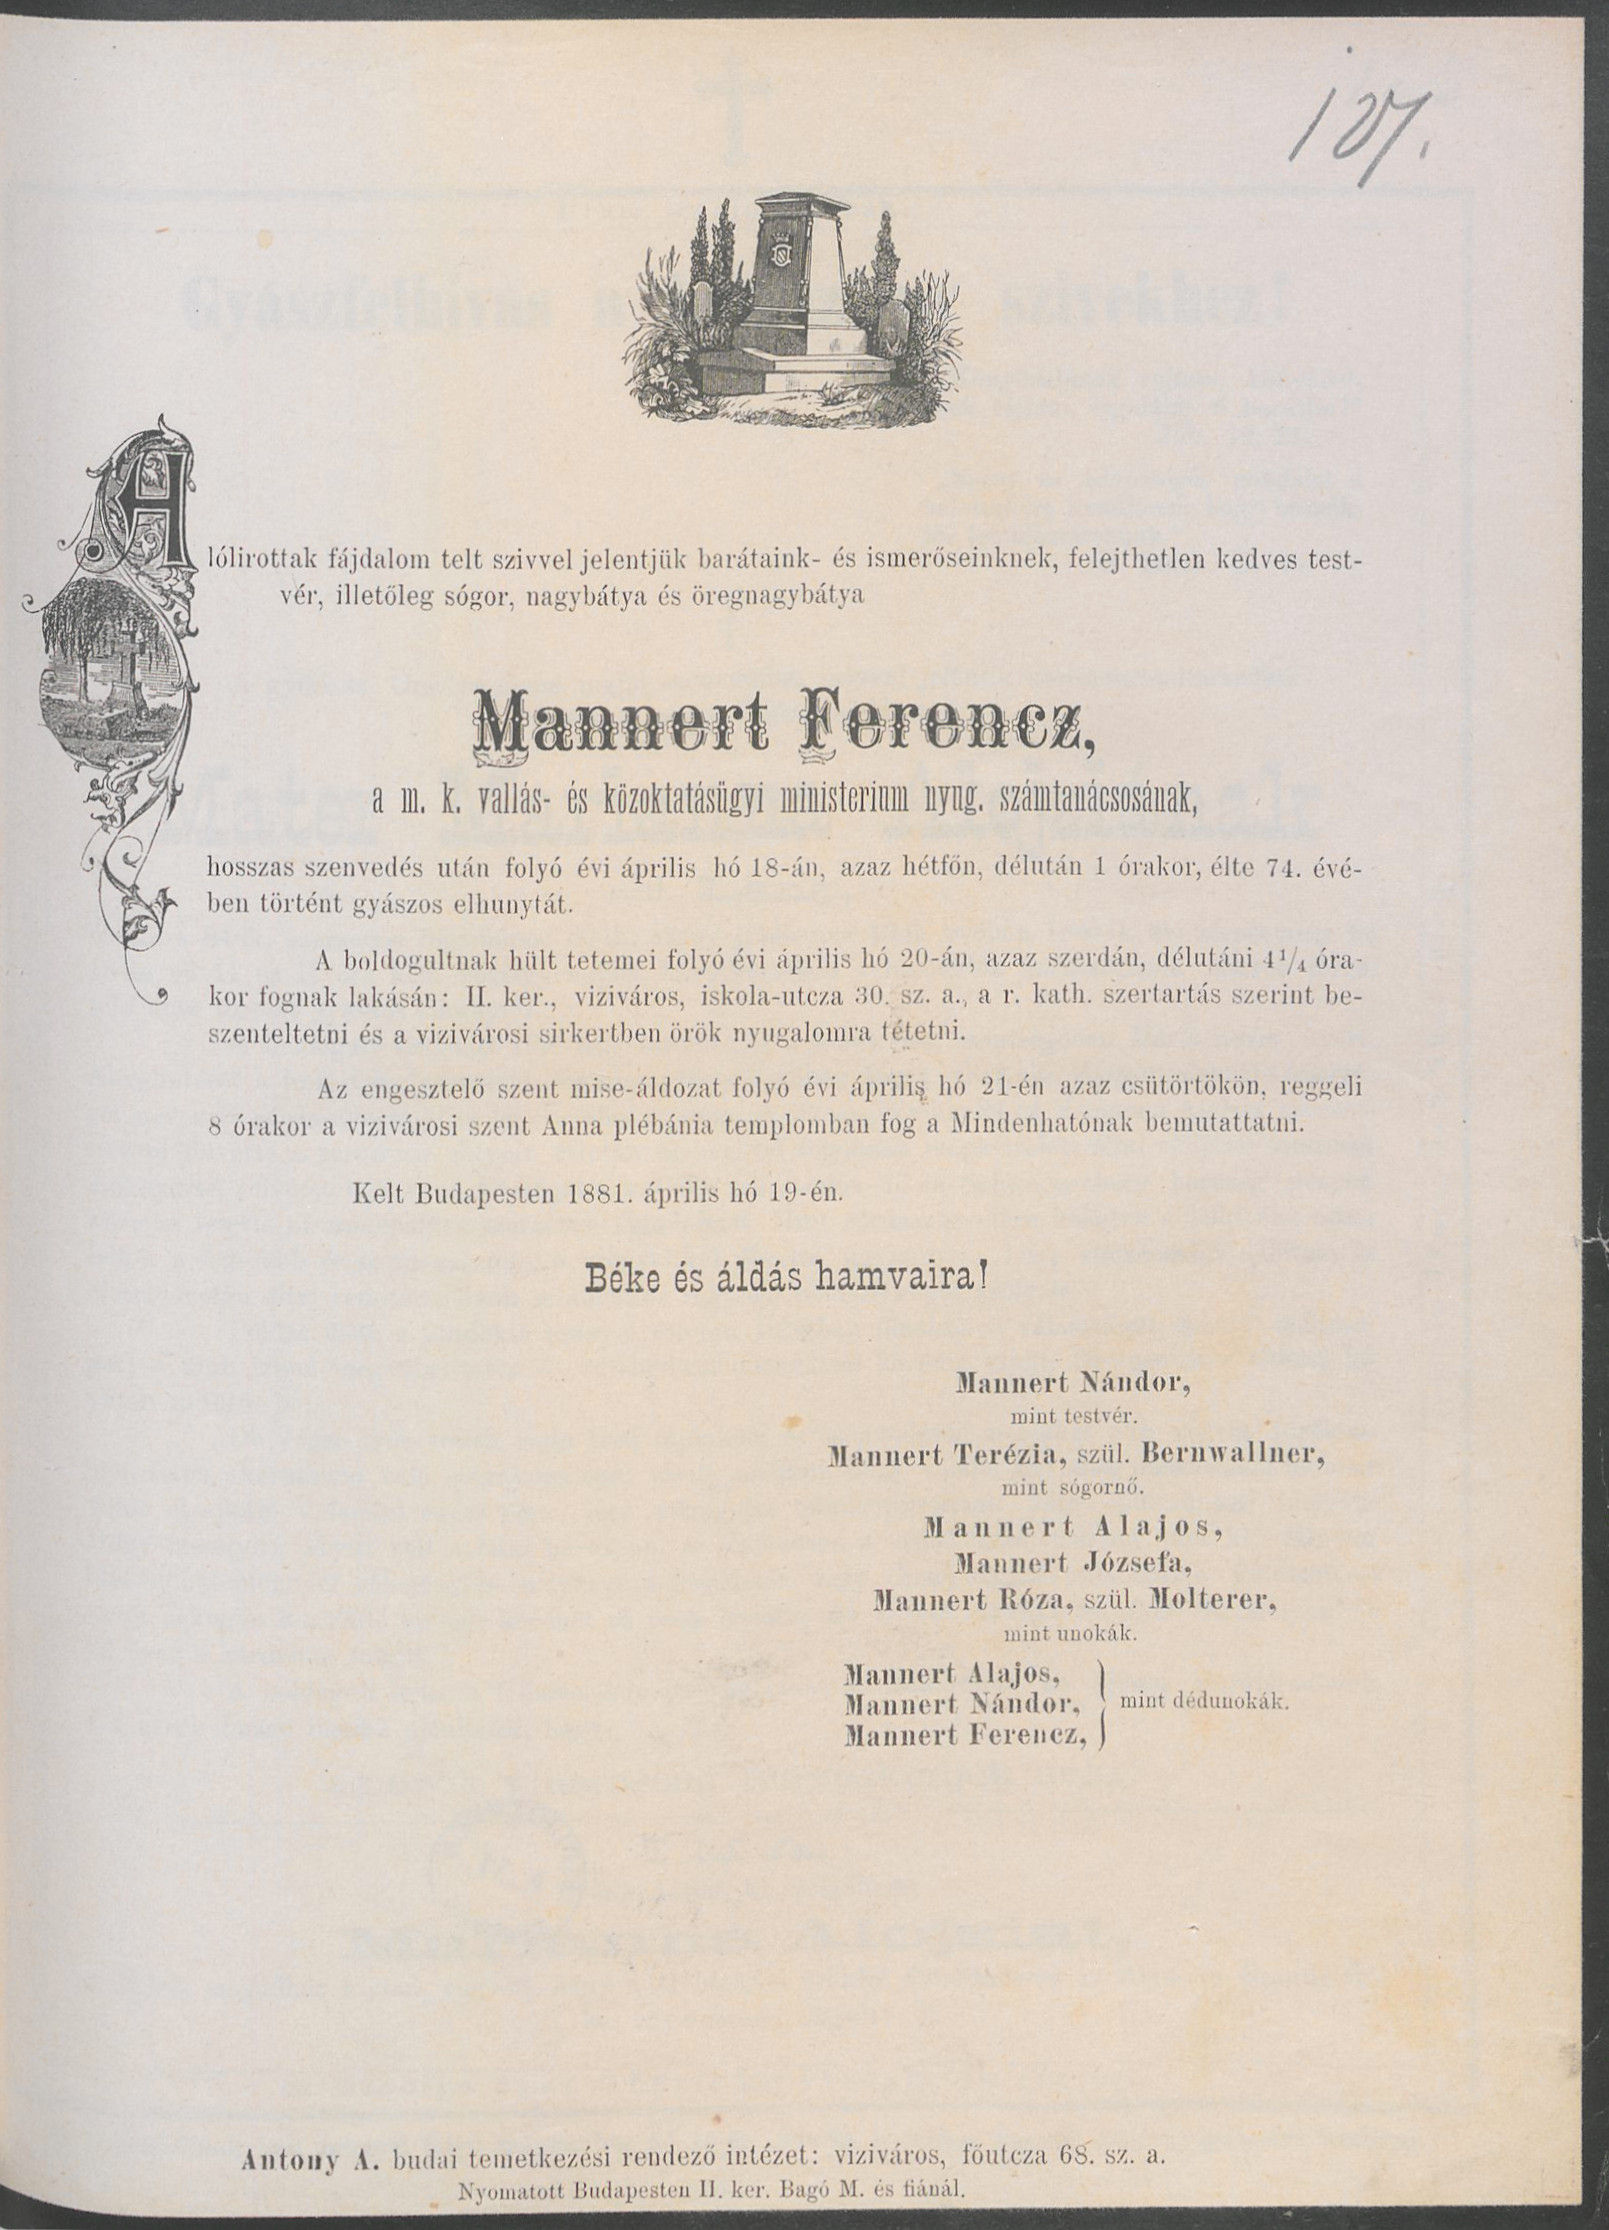 127.
Alólirottak fájdalom telt szivvel jelentjük barátaink- és ismerőseinknek, felejthetlen kedves test-
vér, illetőleg sógor, nagybátya és öregnagybátya
Mannert Ferencz,
a m. k. vallás- és közoktatásügyi ministerium nyug. számtanácsosának,
hosszas szenvedés után folyó évi április hó 18-án, azaz hétfőn, délután 1 órakor, élte 74. évé-
ben történt gyászos elhunytát.
A boldogultnak hült tetemei folyó évi április hó 20-án, azaz szerdán, délutáni 4¹/₄ óra-
kor fognak lakásán: II. ker., viziváros, iskola-utcza 30. sz. a., a r. kath. szertartás szerint be-
szenteltetni és a vizivárosi sirkertben örök nyugalomra tétetni.
Az engesztelő szent mise-áldozat folyó évi április hó 21-én azaz csütörtökön, reggeli
8 órakor a vizivárosi szent Anna plébánia templomban fog a Mindenhatónak bemutattatni.
Kelt Budapesten 1881. április hó 19-én.
Béke és áldás hamvaira!
Mannert Nándor,
mint testvér.
Mannert Terézia, szül. Bernwallner,
mint sógornő.
Mannert Alajos,
Mannert Józsefa,
Mannert Róza, szül. Molterer,
mint unokák.
Mannert Alajos,
Mannert Nándor, mint dédunokák.
Mannert Ferencz,
Antony A. budai temetkezési rendező intézet: viziváros, főutcza 68. sz. a.
Nyomatott Budapesten II. ker. Bagó M. és fiánál.